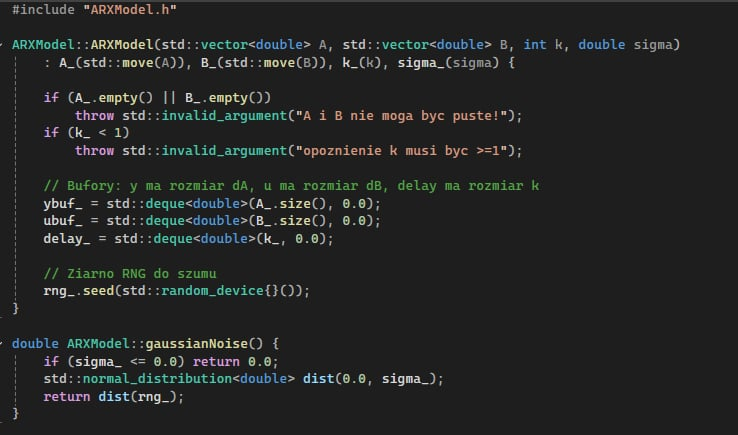 #include "ARXModel.h"
ARXModel::ARXModel(std::vector<double> A, std::vector<double> B, int k, double sigma)
    : A_(std::move(A)), B_(std::move(B)), k_(k), sigma_(sigma) {
    if (A_.empty() || B_.empty())
        throw std::invalid_argument("A i B nie moga byc puste!");
    if (k_ < 1)
        throw std::invalid_argument("opoznienie k musi byc >=1");
    // Bufory: y ma rozmiar dA, u ma rozmiar dB, delay ma rozmiar k
    ybuf_ = std::deque<double>(A_.size(), 0.0);
    ubuf_ = std::deque<double>(B_.size(), 0.0);
    delay_ = std::deque<double>(k_, 0.0);
    // Ziarno RNG do szumu
    rng_.seed(std::random_device{}());
}
double ARXModel::gaussianNoise() {
    if (sigma_ <= 0.0) return 0.0;
    std::normal_distribution<double> dist(0.0, sigma_);
    return dist(rng_);
}